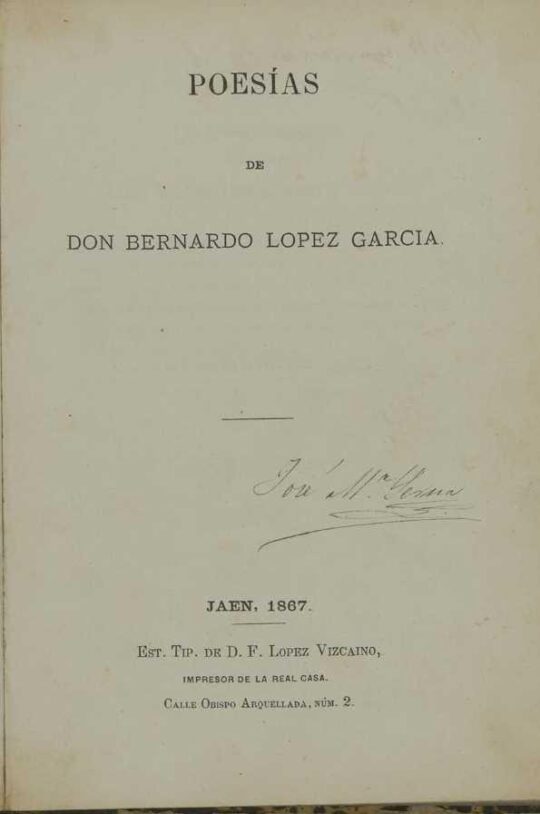 POESÍAS
DE
DON BERNARDO LOPEZ GARCIA.
José M.ª
JAEN, 1867.
EST. TIP. DE D. F. LOPEZ VIZCAINO,
IMPRESOR DE LA REAL CASA.
CALLE OBISPO ARQUELLADA, NÚM. 2.